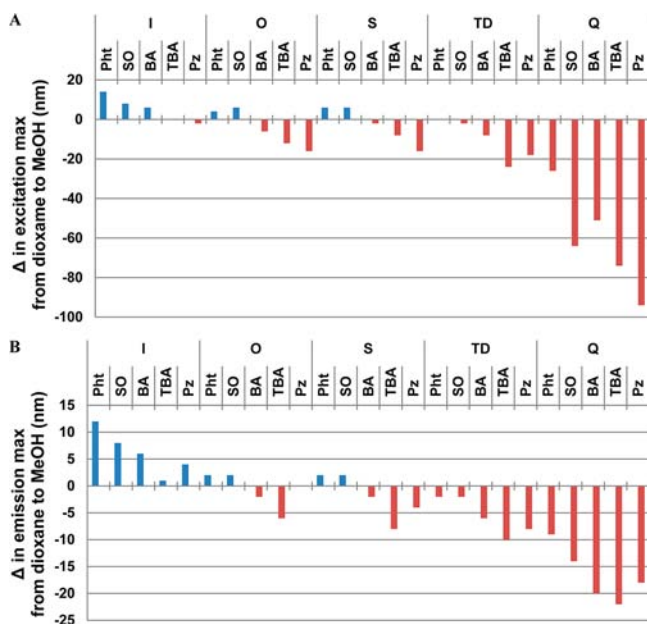 A
I O S TD Q
Pht SO BA TBA Pz Pht SO BA TBA Pz Pht SO BA TBA Pz Pht SO BA TBA Pz Pht SO BA TBA Pz
20
0
-20
-40
-60
-80
-100
Δ in excitation max
from dioxame to MeOH (nm)
B
I O S TD Q
Pht SO BA TBA Pz Pht SO BA TBA Pz Pht SO BA TBA Pz Pht SO BA TBA Pz Pht SO BA TBA Pz
15
10
5
0
-5
-10
-15
-20
-25
Δ in emission max
from dioxane to MeOH (nm)